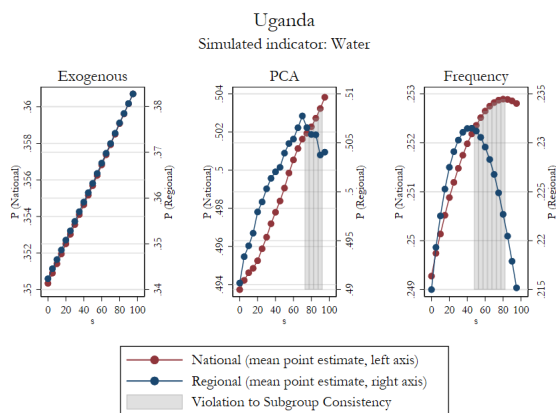 Uganda
Simulated indicator: Water
Exogenous
PCA
Frequency
P (National)
.36
.358
.356
.354
.352
.35
P (Regional)
.38
.37
.36
.35
.34
0 20 40 60 80 100
s
P (National)
.504
.502
.5
.498
.496
.494
P (Regional)
.51
.505
.5
.495
.49
0 20 40 60 80 100
s
P (National)
.253
.252
.251
.25
.249
P (Regional)
.235
.23
.225
.22
.215
0 20 40 60 80 100
s
National (mean point estimate, left axis)
Regional (mean point estimate, right axis)
Violation to Subgroup Consistency